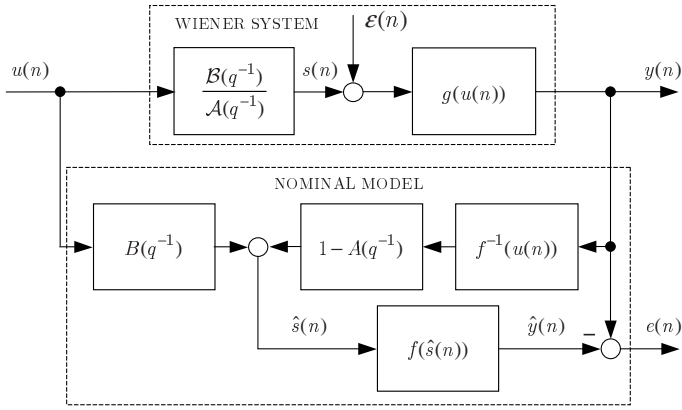 WIENER SYSTEM
ε(n)
u(n)
B(q⁻¹)
A(q⁻¹)
s(n)
g(u(n))
y(n)
NOMINAL MODEL
B(q⁻¹)
1 − A(q⁻¹)
f⁻¹(u(n))
ŝ(n)
f(ŝ(n))
ŷ(n)
−
e(n)